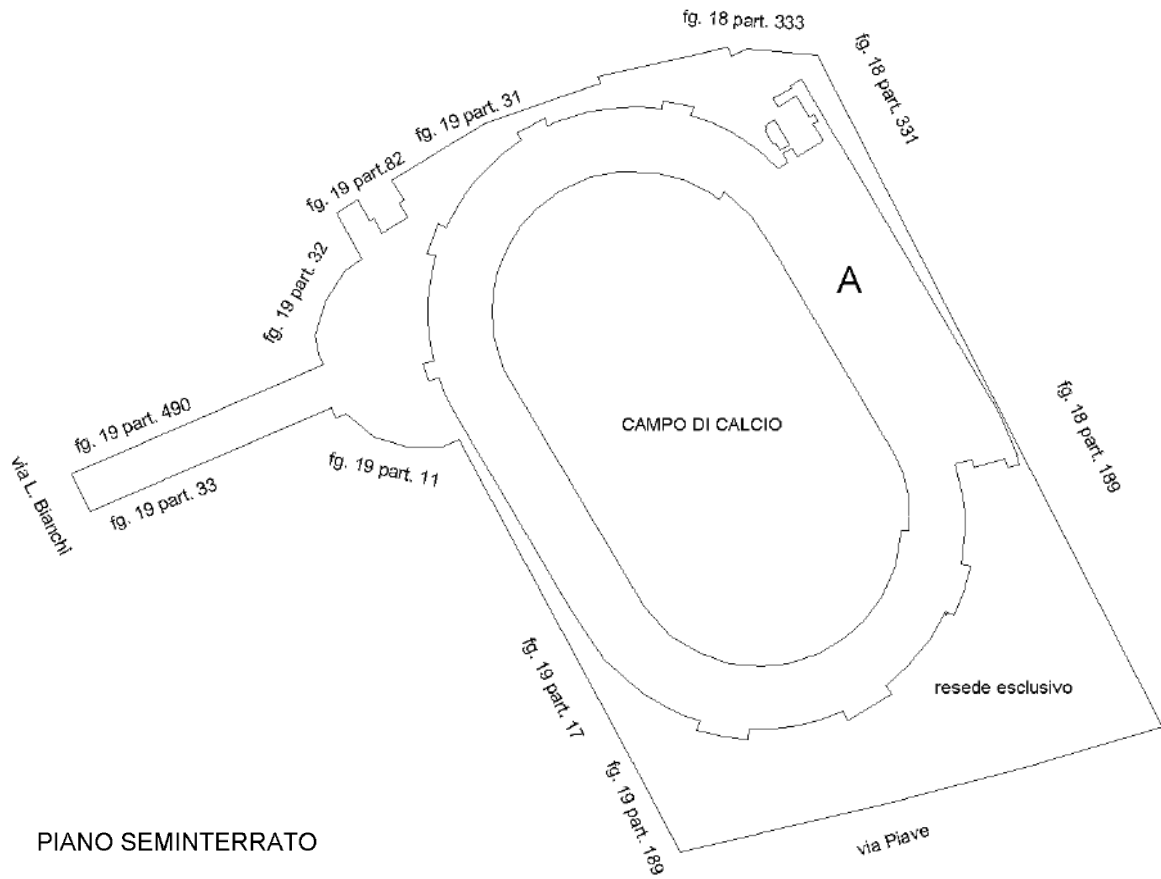 fg. 18 part. 333
fg. 18 part. 331
fg. 19 part. 31
fg. 19 part.82
fg. 19 part. 32
A
CAMPO DI CALCIO
fg. 19 part. 490
fg. 18 part. 189
via L. Bianchi
fg. 19 part. 33
fg. 19 part. 11
resede esclusivo
fg. 19 part. 17
fg. 19 part. 189
via Piave
PIANO SEMINTERRATO